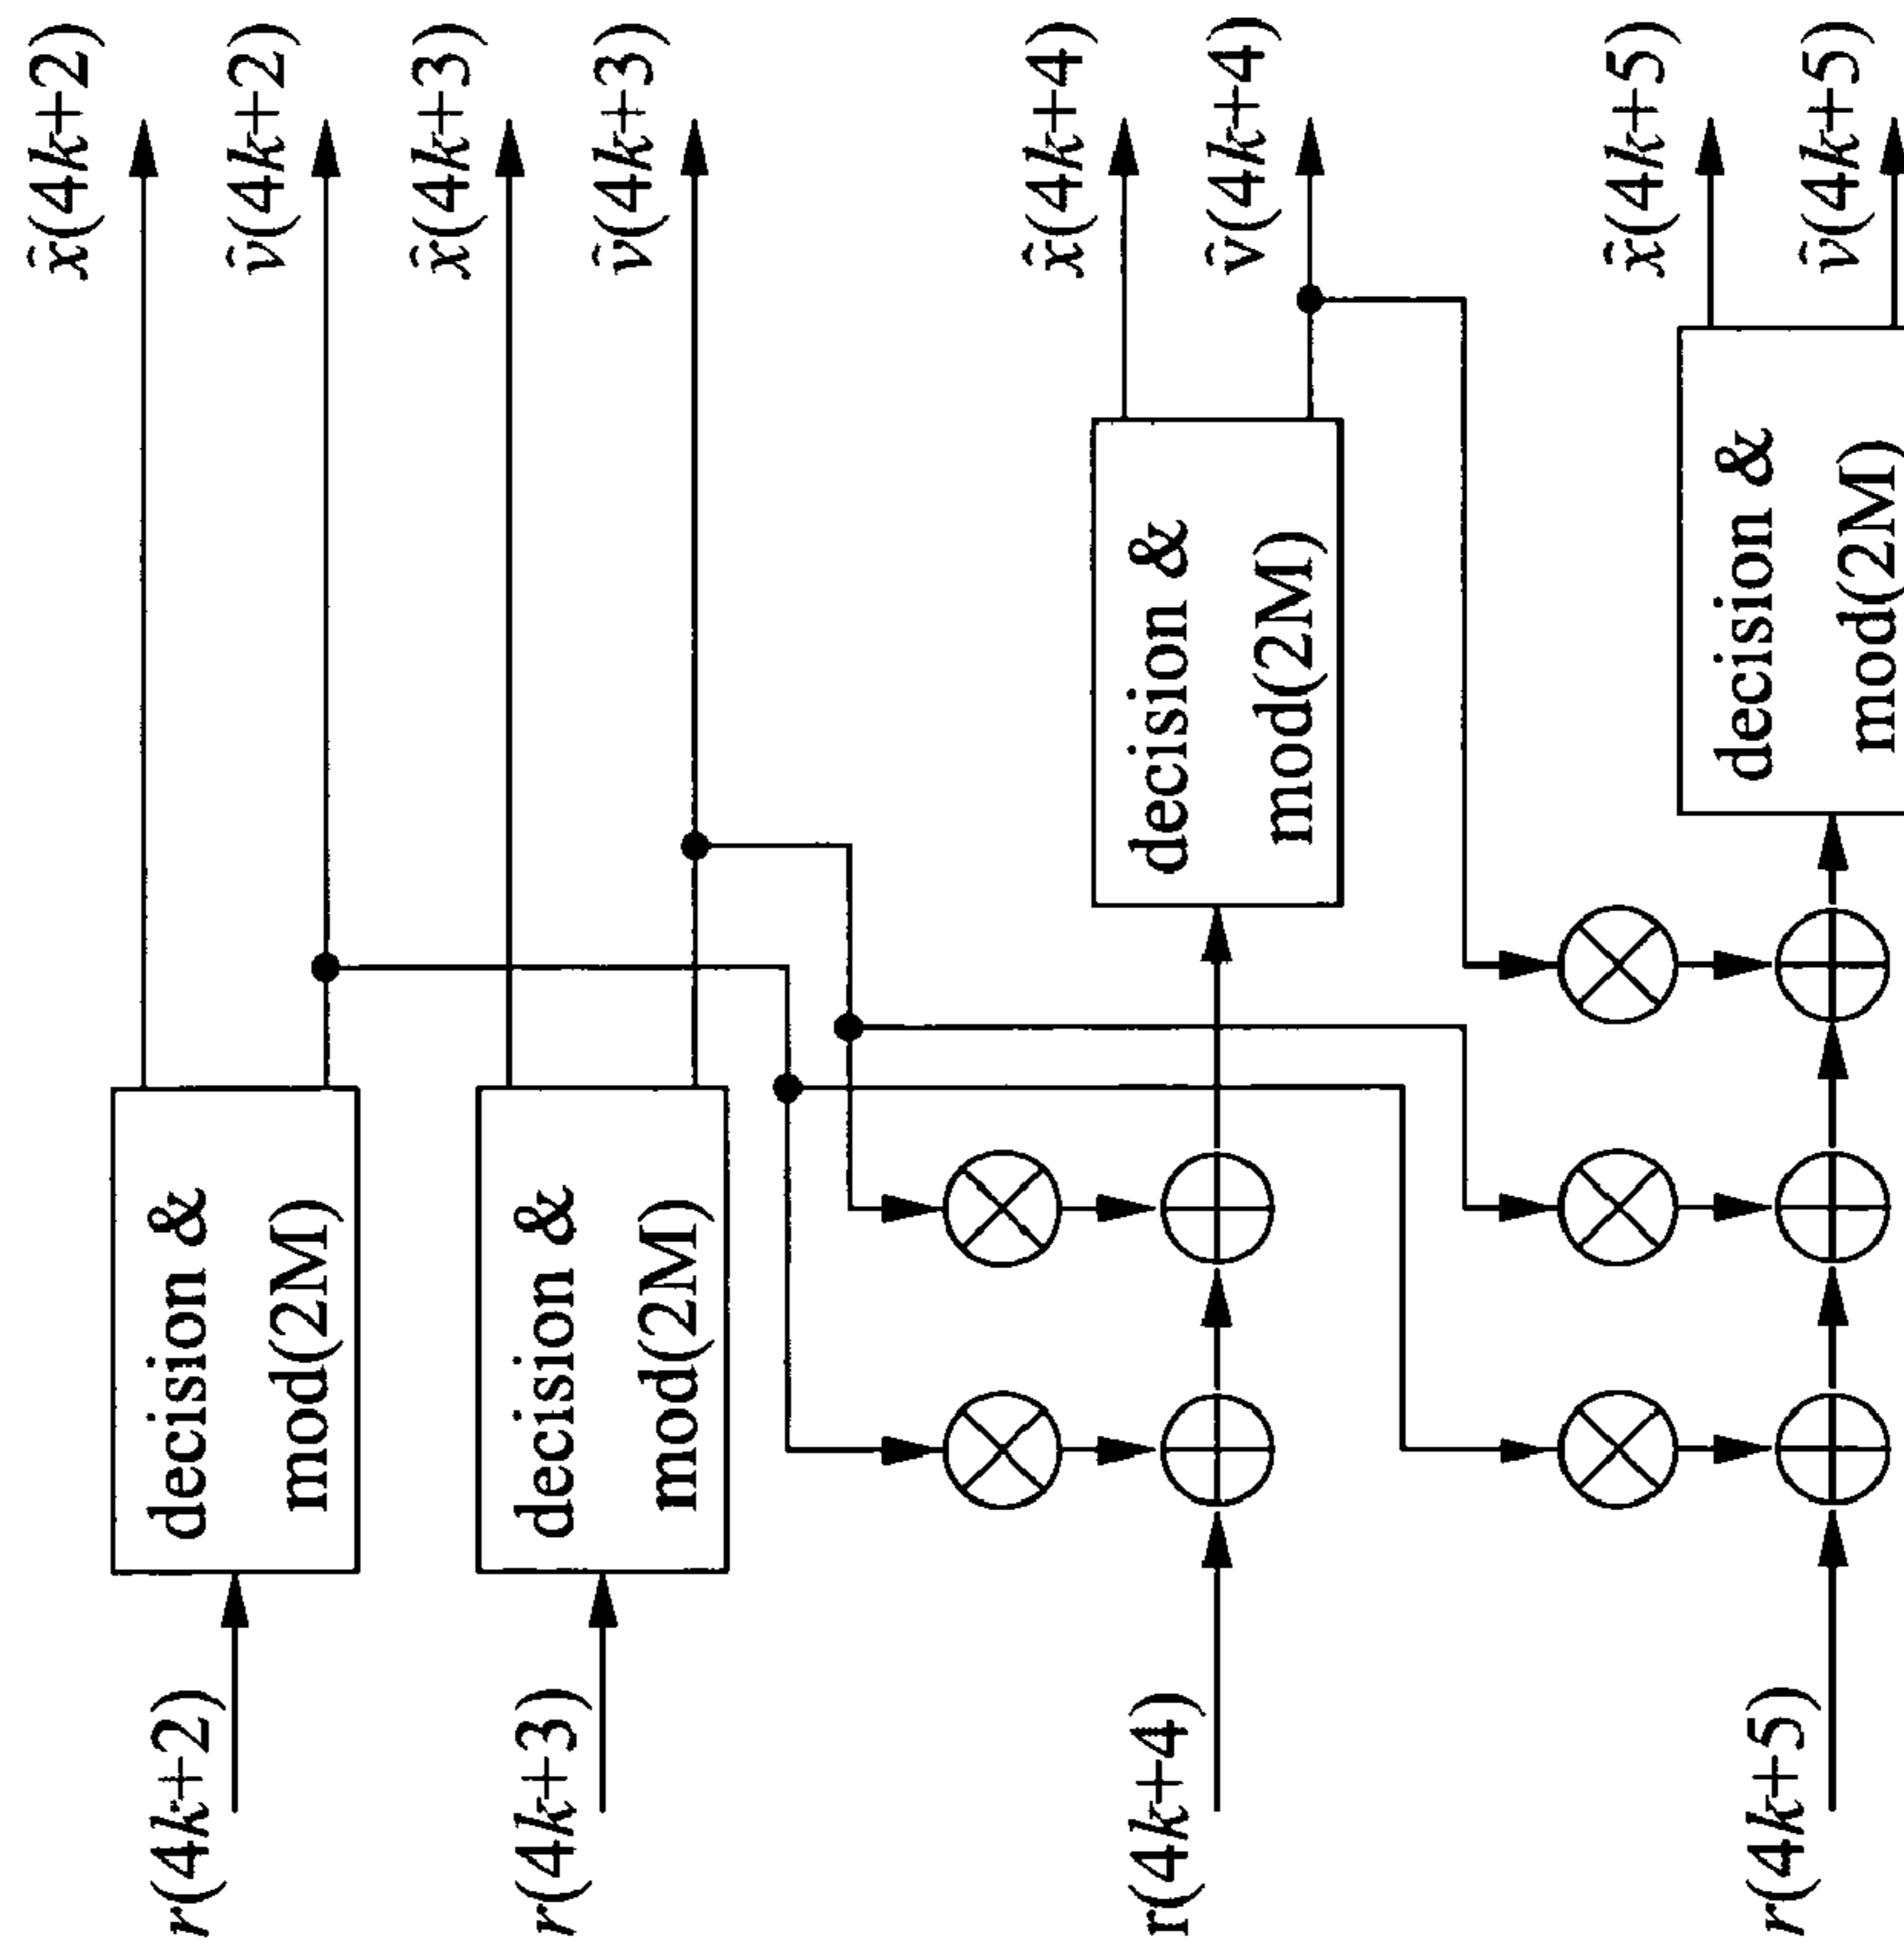 r(4k+2)
decision &
mod(2M)
x̃(4k+2)
ṽ(4k+2)
r(4k+3)
decision &
mod(2M)
x̃(4k+3)
ṽ(4k+3)
r(4k+4)
decision &
mod(2M)
x̃(4k+4)
ṽ(4k+4)
r(4k+5)
decision &
mod(2M)
x̃(4k+5)
ṽ(4k+5)